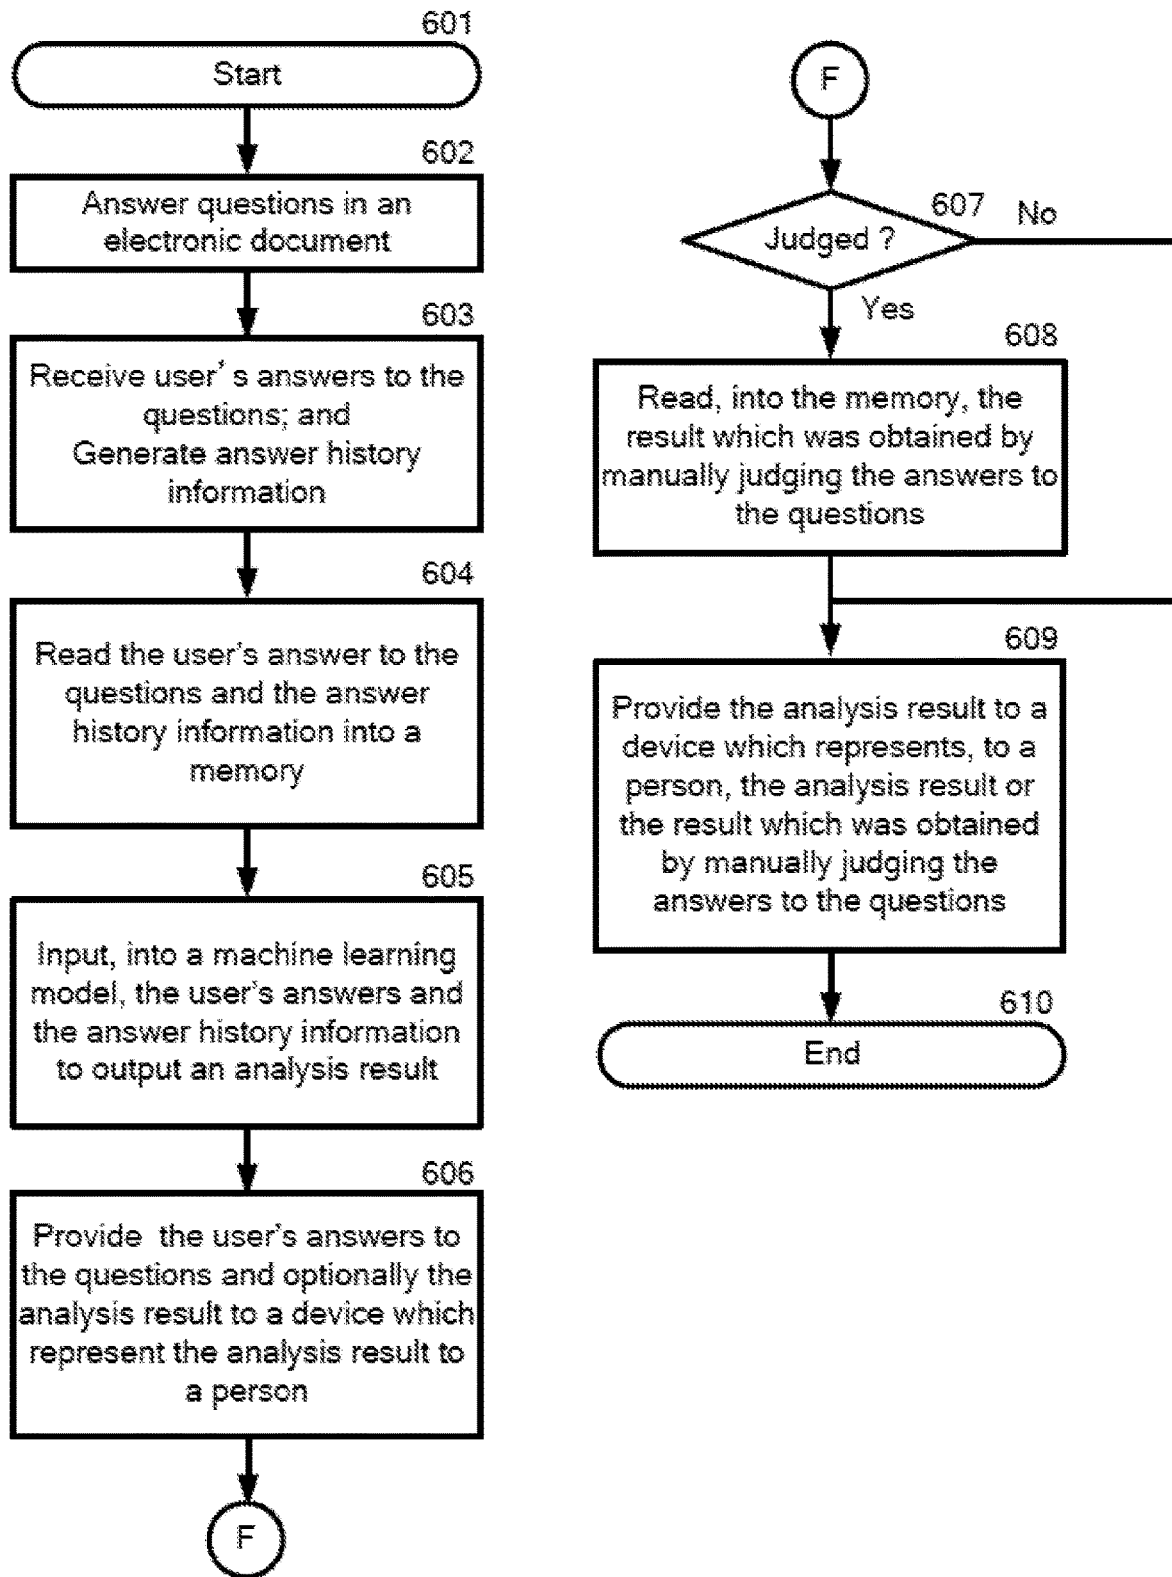 601
Start
602
Answer questions in an
electronic document
603
Receive user's answers to the
questions; and
Generate answer history
information
604
Read the user's answer to the
questions and the answer
history information into a
memory
605
Input, into a machine learning
model, the user's answers and
the answer history information
to output an analysis result
606
Provide the user's answers to
the questions and optionally the
analysis result to a device which
represent the analysis result to
a person
F
F
607
No
Judged ?
Yes
608
Read, into the memory, the
result which was obtained by
manually judging the answers to
the questions
609
Provide the analysis result to a
device which represents, to a
person, the analysis result or
the result which was obtained
by manually judging the
answers to the questions
610
End